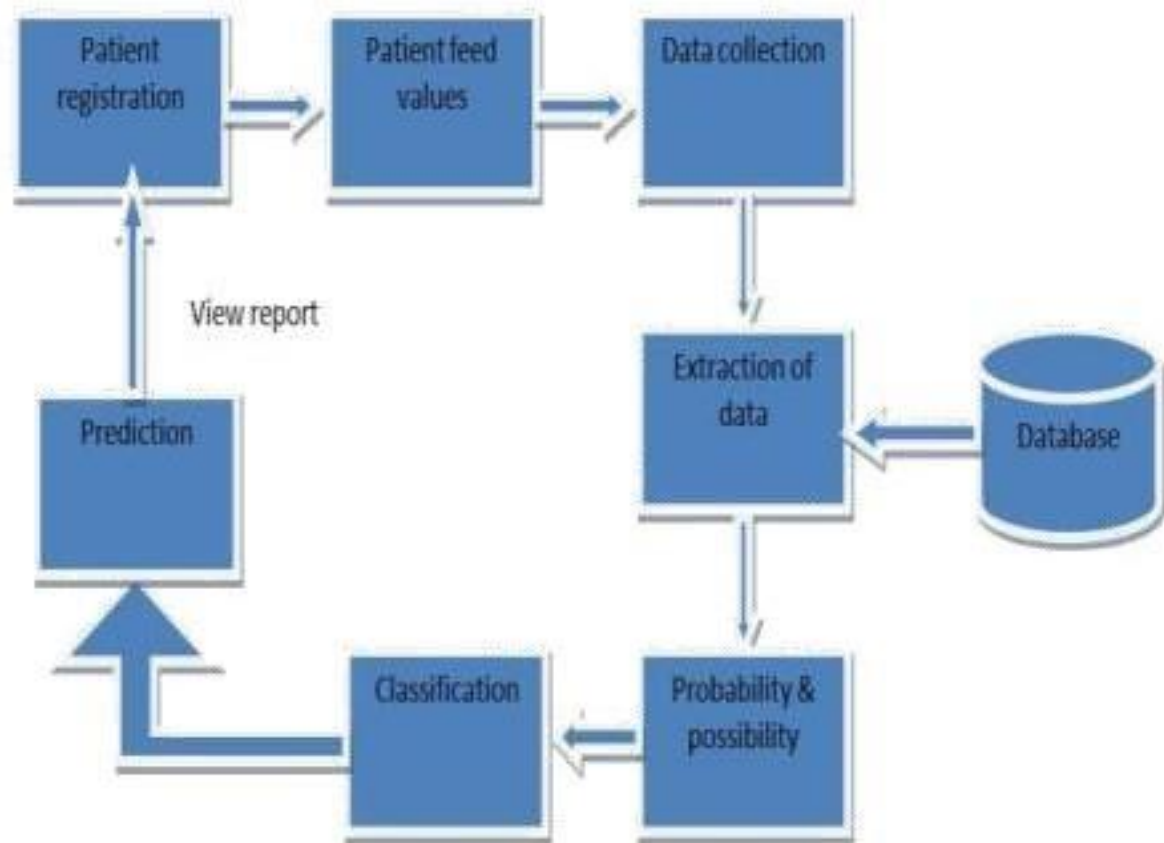 Patient
registration
Patient feed
values
Data collection
View report
Extraction of
data
Prediction
Database
Classification
Probability &
possibility